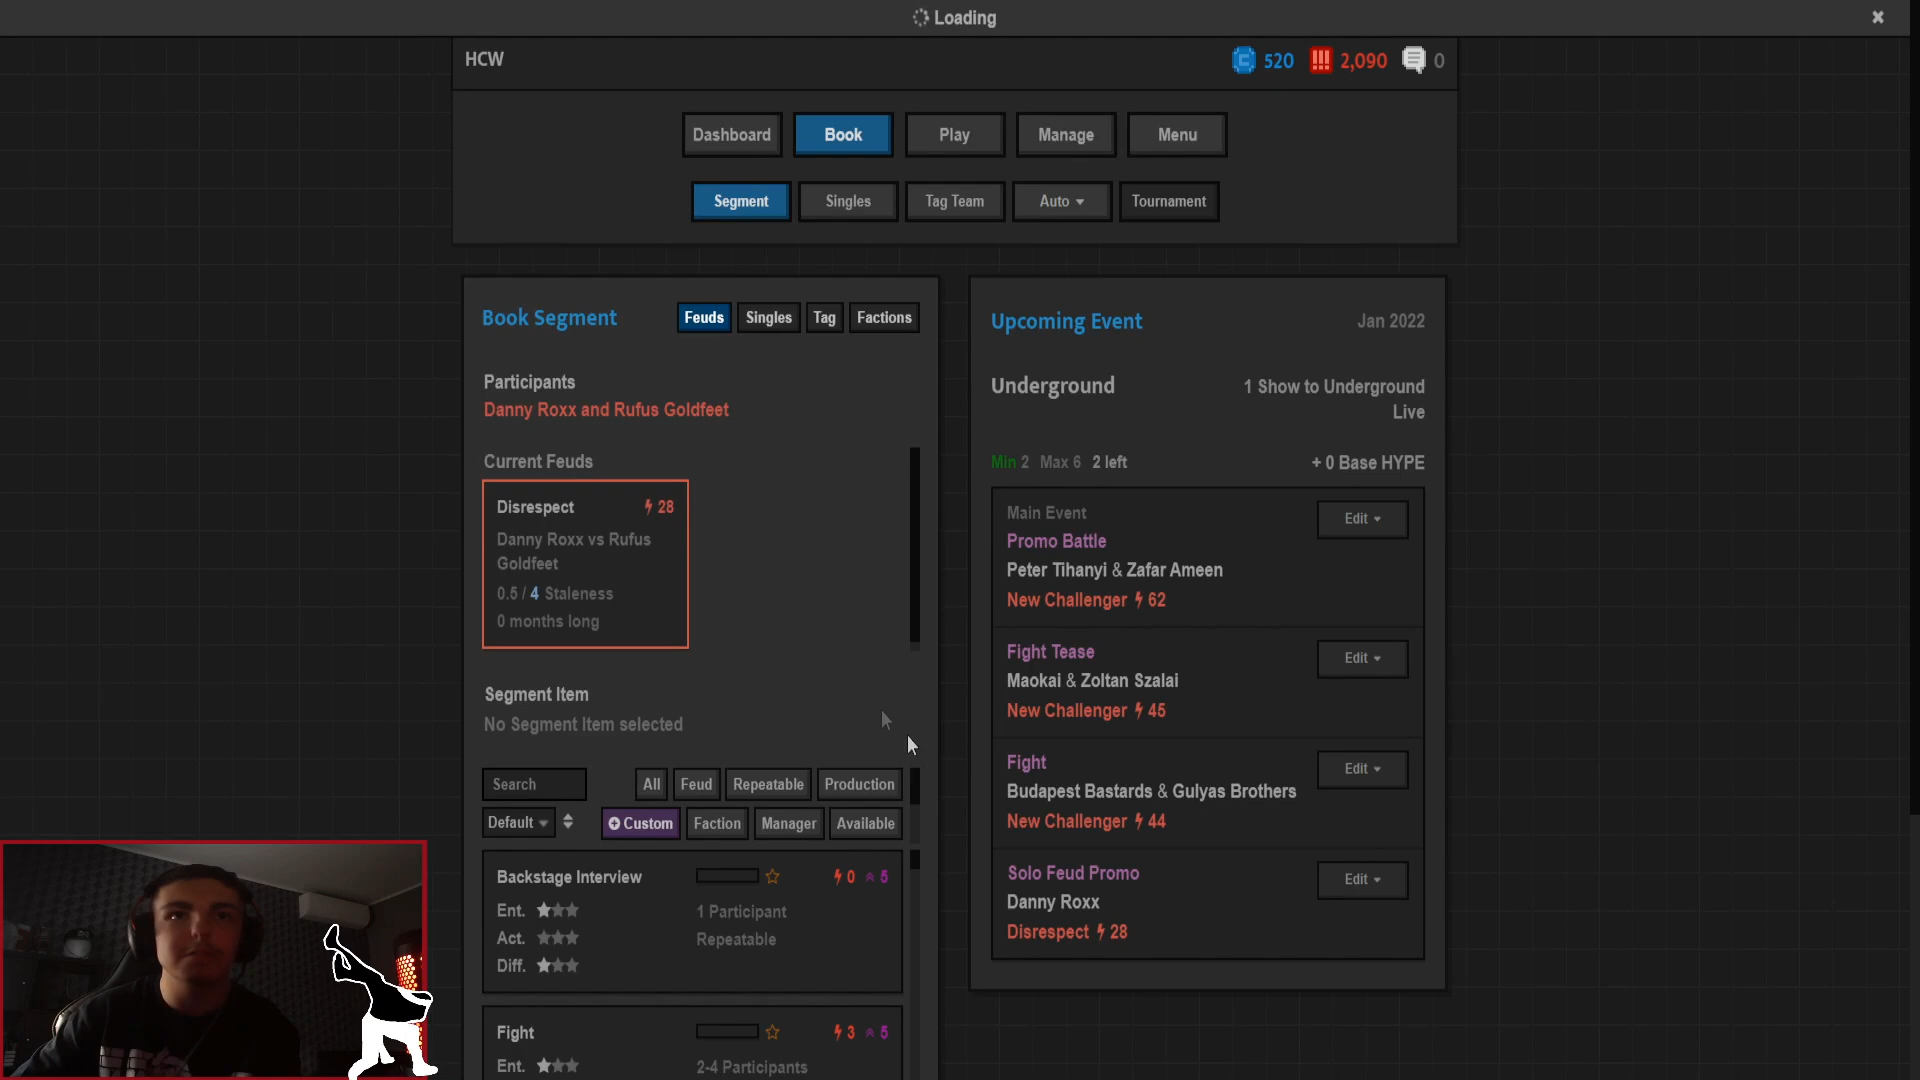 Loading
HCW
520
2,090
0
Dashboard
Book
Play
Manage
Menu
Segment
Singles
Tag Team
Auto
Tournament
Book Segment
Feuds
Singles
Tag
Factions
Participants
Danny Roxx and Rufus Goldfeet
Current Feuds
Disrespect
28
Danny Roxx vs Rufus
Goldfeet
0.5 / 4 Staleness
0 months long
Segment Item
No Segment Item selected
Search
All
Feud
Repeatable
Production
Default
Custom
Faction
Manager
Available
Backstage Interview
0
5
Ent.
1 Participant
Act.
Repeatable
Diff.
Fight
3
5
Ent.
2-4 Participants
Upcoming Event
Jan 2022
Underground
1 Show to Underground
Live
Min 2 Max 6 2 left
+ 0 Base HYPE
Main Event
Edit
Promo Battle
Peter Tihanyi & Zafar Ameen
New Challenger 62
Fight Tease
Edit
Maokai & Zoltan Szalai
New Challenger 45
Fight
Edit
Budapest Bastards & Gulyas Brothers
New Challenger 44
Solo Feud Promo
Edit
Danny Roxx
Disrespect 28